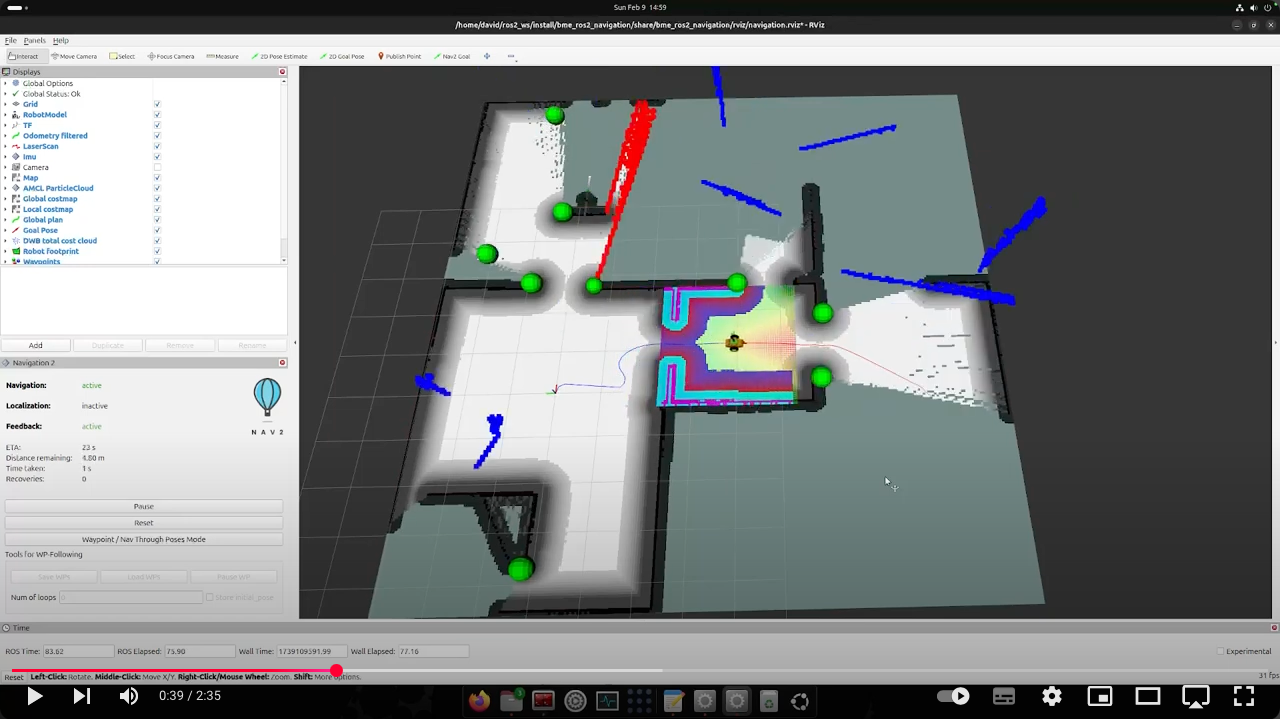 Sun Feb 9 14:59
/home/david/ros2_ws/install/bme_ros2_navigation/share/bme_ros2_navigation/rviz/navigation.rviz* - RViz
File Panels Help
Interact Move Camera Select Focus Camera Measure 2D Pose Estimate 2D Goal Pose Publish Point Nav2 Goal
Displays
Global Options
Global Status: Ok
Grid
RobotModel
TF
Odometry filtered
LaserScan
Imu
Camera
Map
AMCL ParticleCloud
Global costmap
Local costmap
Global plan
Goal Pose
DWB total cost cloud
Robot footprint
Waypoints
Add Duplicate Remove Rename
Navigation 2
Navigation: active
Localization: inactive
Feedback: active
NAV2
ETA: 23 s
Distance remaining: 4.80 m
Time taken: 1 s
Recoveries: 0
Pause
Reset
Waypoint / Nav Through Poses Mode
Tools for WP-Following
Save WPs Load WPs Pause WP
Num of loops 0 Store initial_pose
Time
ROS Time: 83.62 ROS Elapsed: 75.90 Wall Time: 1739109591.99 Wall Elapsed: 77.16 Experimental
Reset Left-Click: Rotate. Middle-Click: Move X/Y. Right-Click/Mouse Wheel: Zoom. Shift: More options. 31 fps
0:39 / 2:35